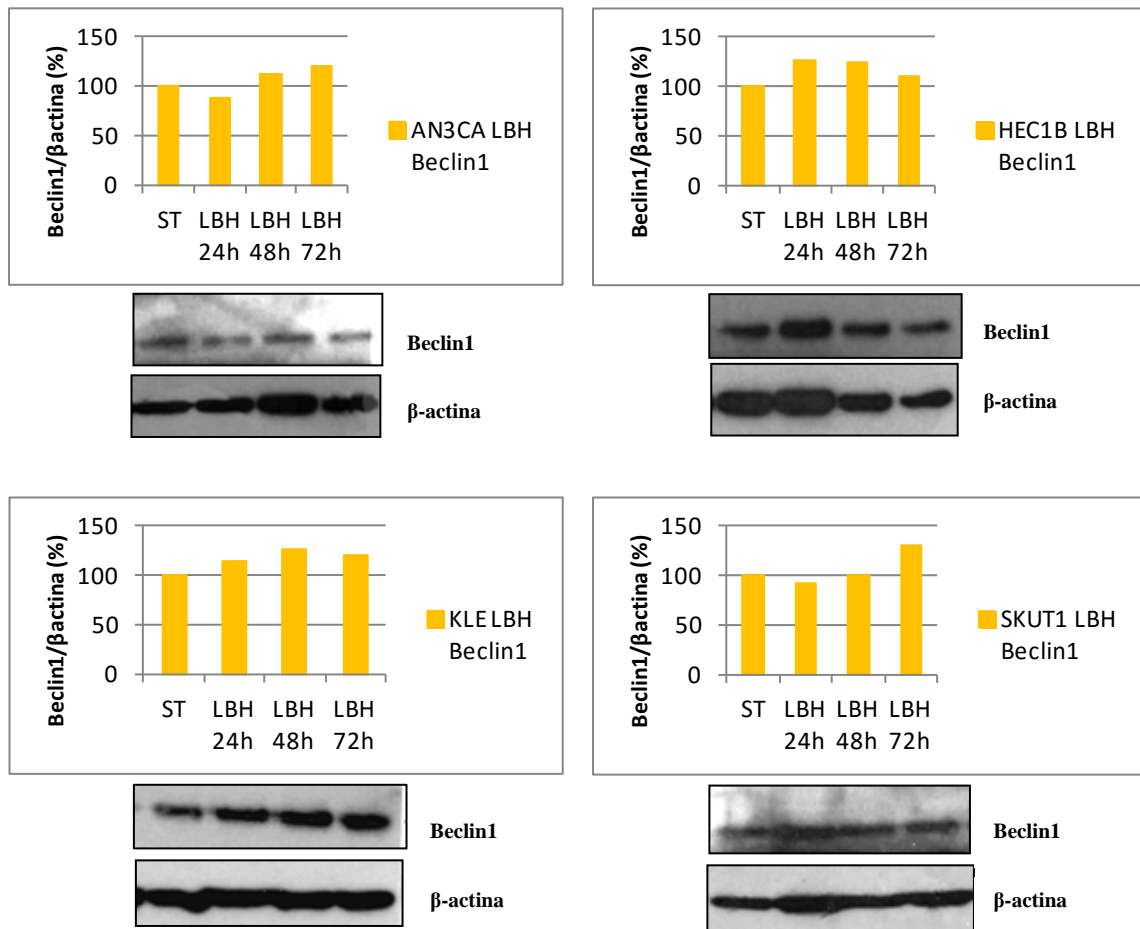 Beclin1/βactina (%)
150
100
50
0
ST LBH LBH LBH
24h 48h 72h
AN3CA LBH
Beclin1
Beclin1
β-actina
Beclin1/βactina (%)
150
100
50
0
ST LBH LBH LBH
24h 48h 72h
HEC1B LBH
Beclin1
Beclin1
β-actina
Beclin1/βactina (%)
150
100
50
0
ST LBH LBH LBH
24h 48h 72h
KLE LBH
Beclin1
Beclin1
β-actina
Beclin1/βactina (%)
150
100
50
0
ST LBH LBH LBH
24h 48h 72h
SKUT1 LBH
Beclin1
Beclin1
β-actina